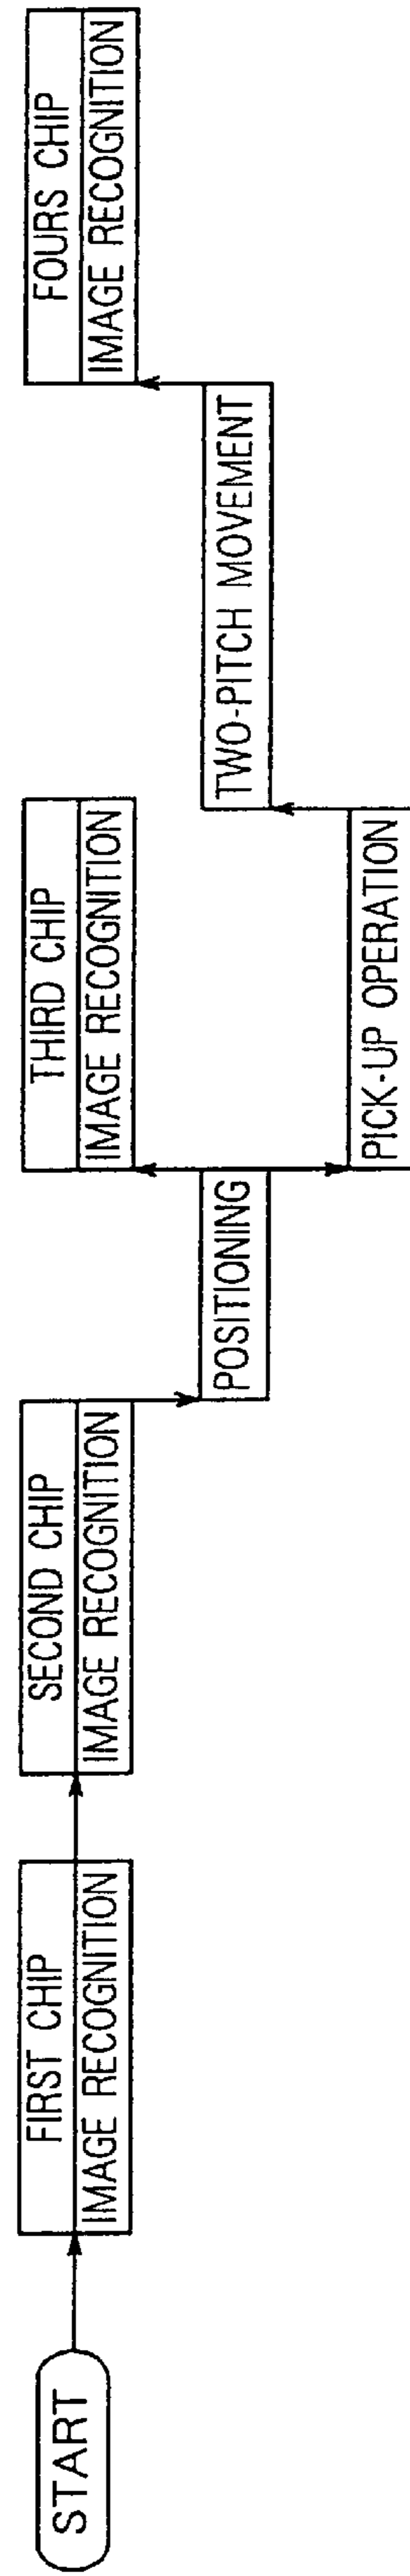 START
FIRST CHIP
IMAGE RECOGNITION
SECOND CHIP
IMAGE RECOGNITION
POSITIONING
THIRD CHIP
IMAGE RECOGNITION
PICK-UP OPERATION
TWO-PITCH MOVEMENT
FOURS CHIP
IMAGE RECOGNITION